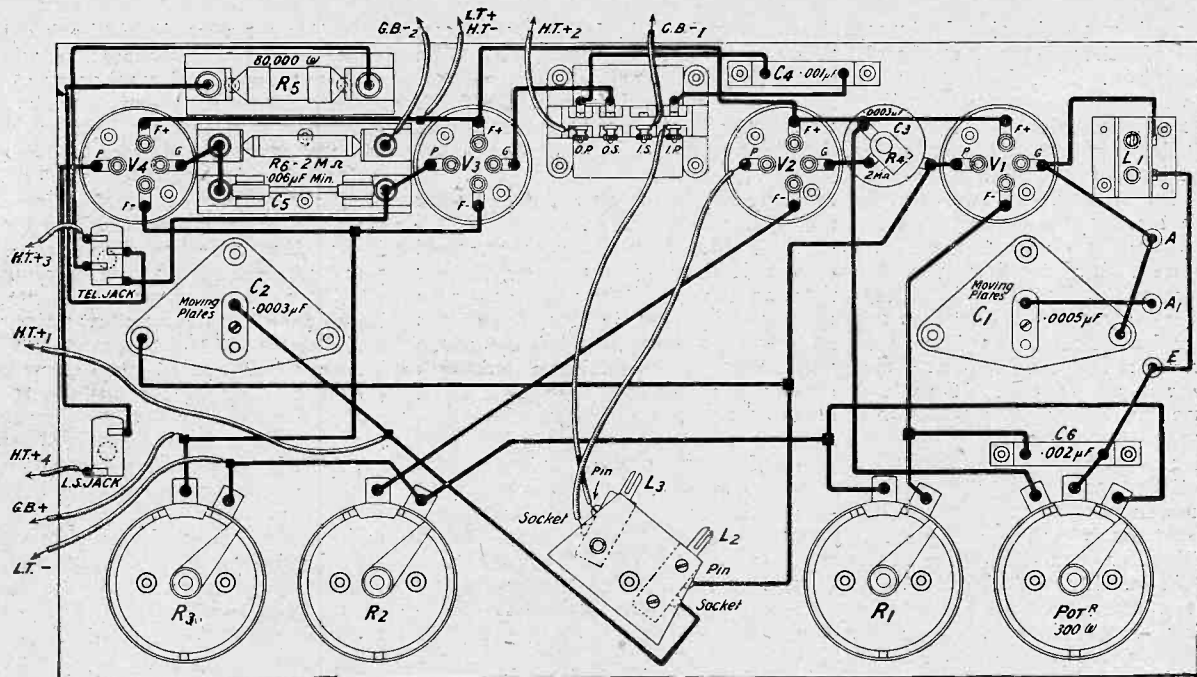 G.B.-2
L.T.+
H.T.-
H.T.+2
G.B.-1
80,000 ω
R5
C4 .001μF
.0003μF
C3
R4
2MΩ
F+
P V4 G
F-
R6-2MΩ
.006μF Min.
C5
F+
P V3 G
F-
O.P. O.S. I.S. I.P.
F+
P V2 G
F-
F+
P V1 G
F-
L1
H.T.+3
TEL. JACK
Moving
Plates
C2
.0003μF
Moving
Plates
C1
.0005μF
A
A1
E
H.T.+1
H.T.+4
L.S. JACK
G.B.+
L.T.-
C6
.002μF
Pin
L3
Socket
L2
Pin
Socket
R3
R2
R1
POTR
300 ω